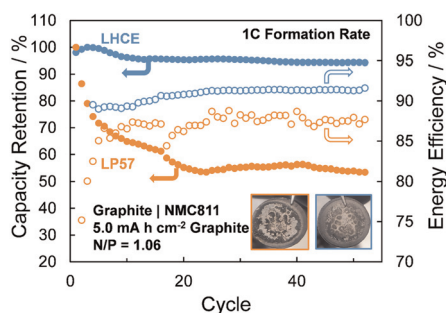 1C Formation Rate
LHCE
LP57
Graphite | NMC811
5.0 mA h cm⁻² Graphite
N/P = 1.06
Capacity Retention / %
110
100
90
80
70
60
50
40
30
20
Energy Efficiency / %
100
95
90
85
80
75
70
0
20
40
60
Cycle